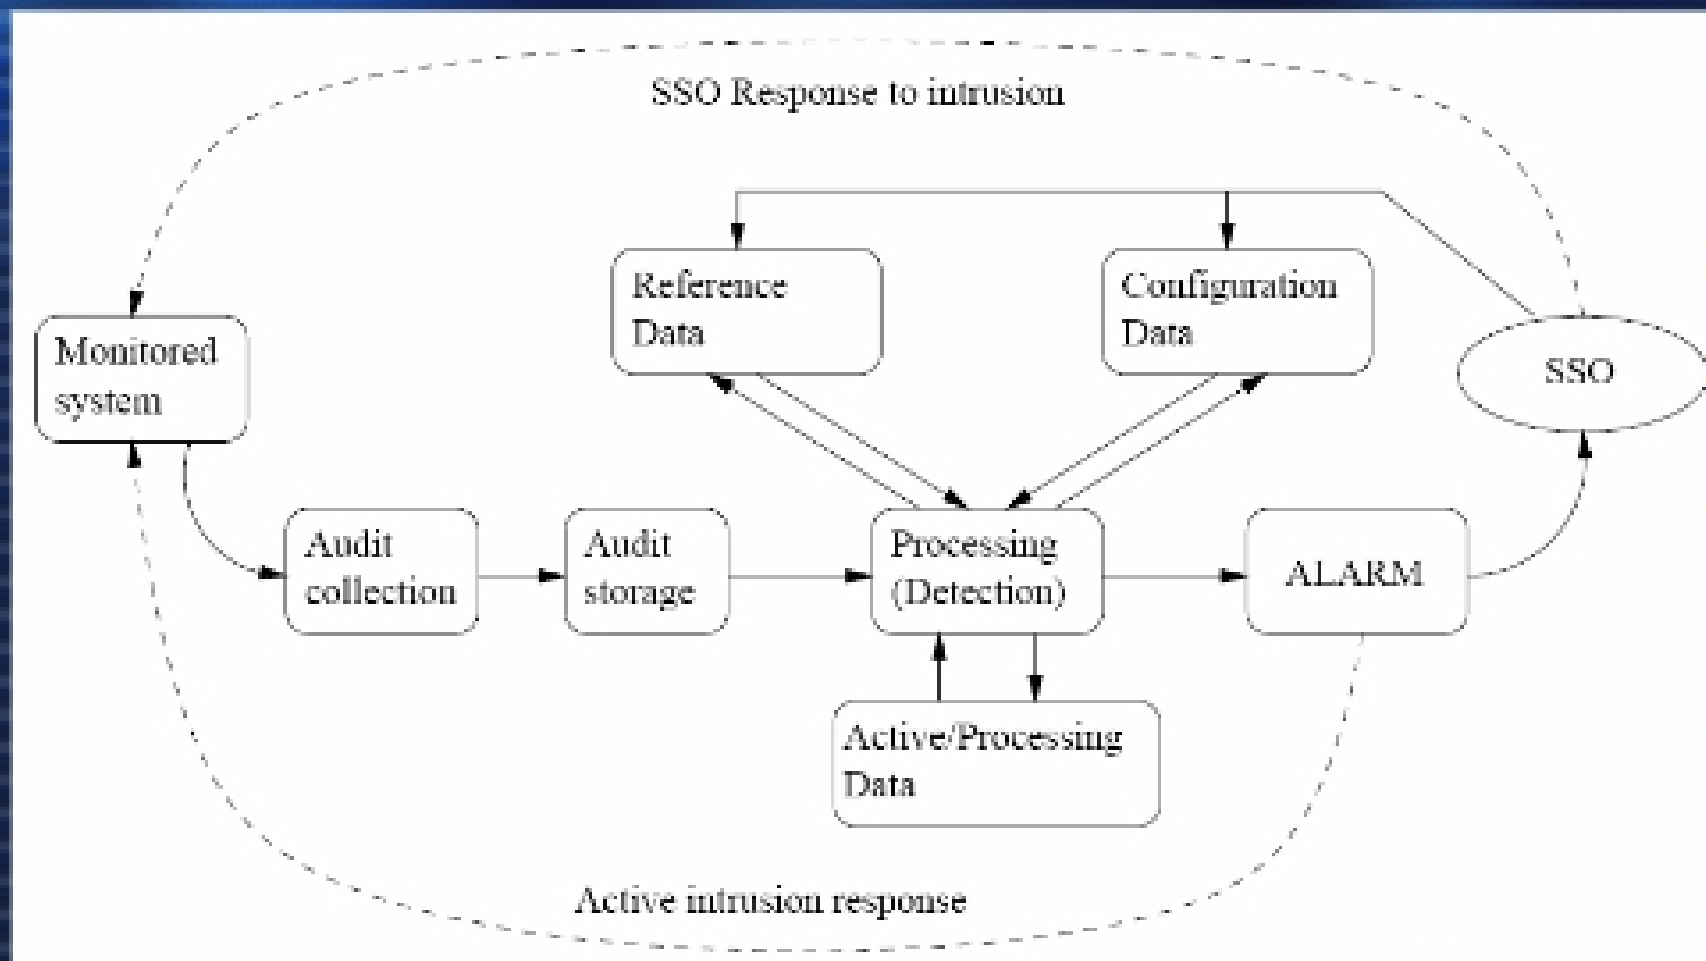 SSO Response to intrusion
Reference
Data
Configuration
Data
Monitored
system
SSO
Audit
collection
Audit
storage
Processing
(Detection)
ALARM
Active/Processing
Data
Active intrusion response